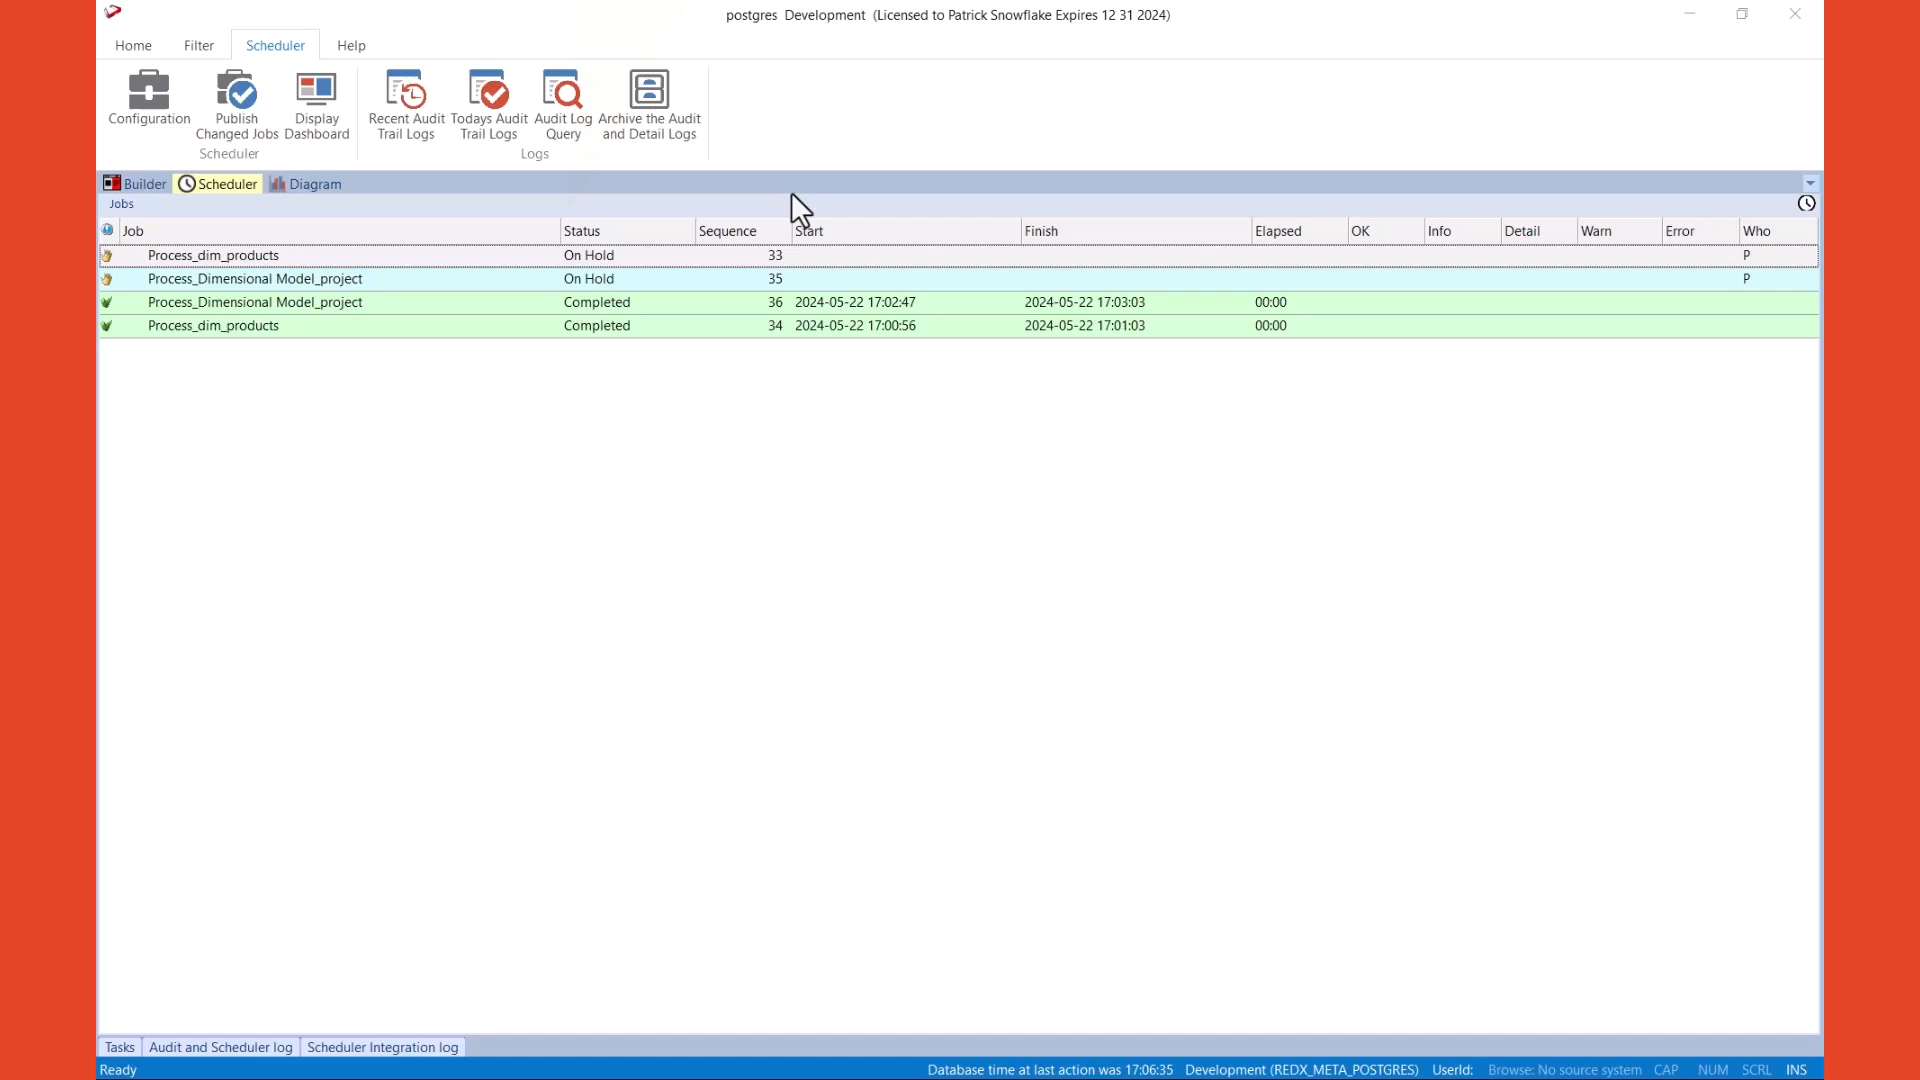 postgres  Development  (Licensed to Patrick Snowflake Expires 12 31 2024)
Home Filter Scheduler Help
Configuration Publish Changed Jobs Display Dashboard Recent Audit Trail Logs Todays Audit Trail Logs Audit Log Query Archive the Audit and Detail Logs
Scheduler Logs
Builder Scheduler Diagram
Jobs
Job Status Sequence Start Finish Elapsed OK Info Detail Warn Error Who
Process_dim_products On Hold 33 P
Process_Dimensional Model_project On Hold 35 P
Process_Dimensional Model_project Completed 36 2024-05-22 17:02:47 2024-05-22 17:03:03 00:00
Process_dim_products Completed 34 2024-05-22 17:00:56 2024-05-22 17:01:03 00:00
Tasks Audit and Scheduler log Scheduler Integration log
Ready Database time at last action was 17:06:35 Development (REDX_META_POSTGRES) UserId: Browse: No source system CAP NUM SCRL INS